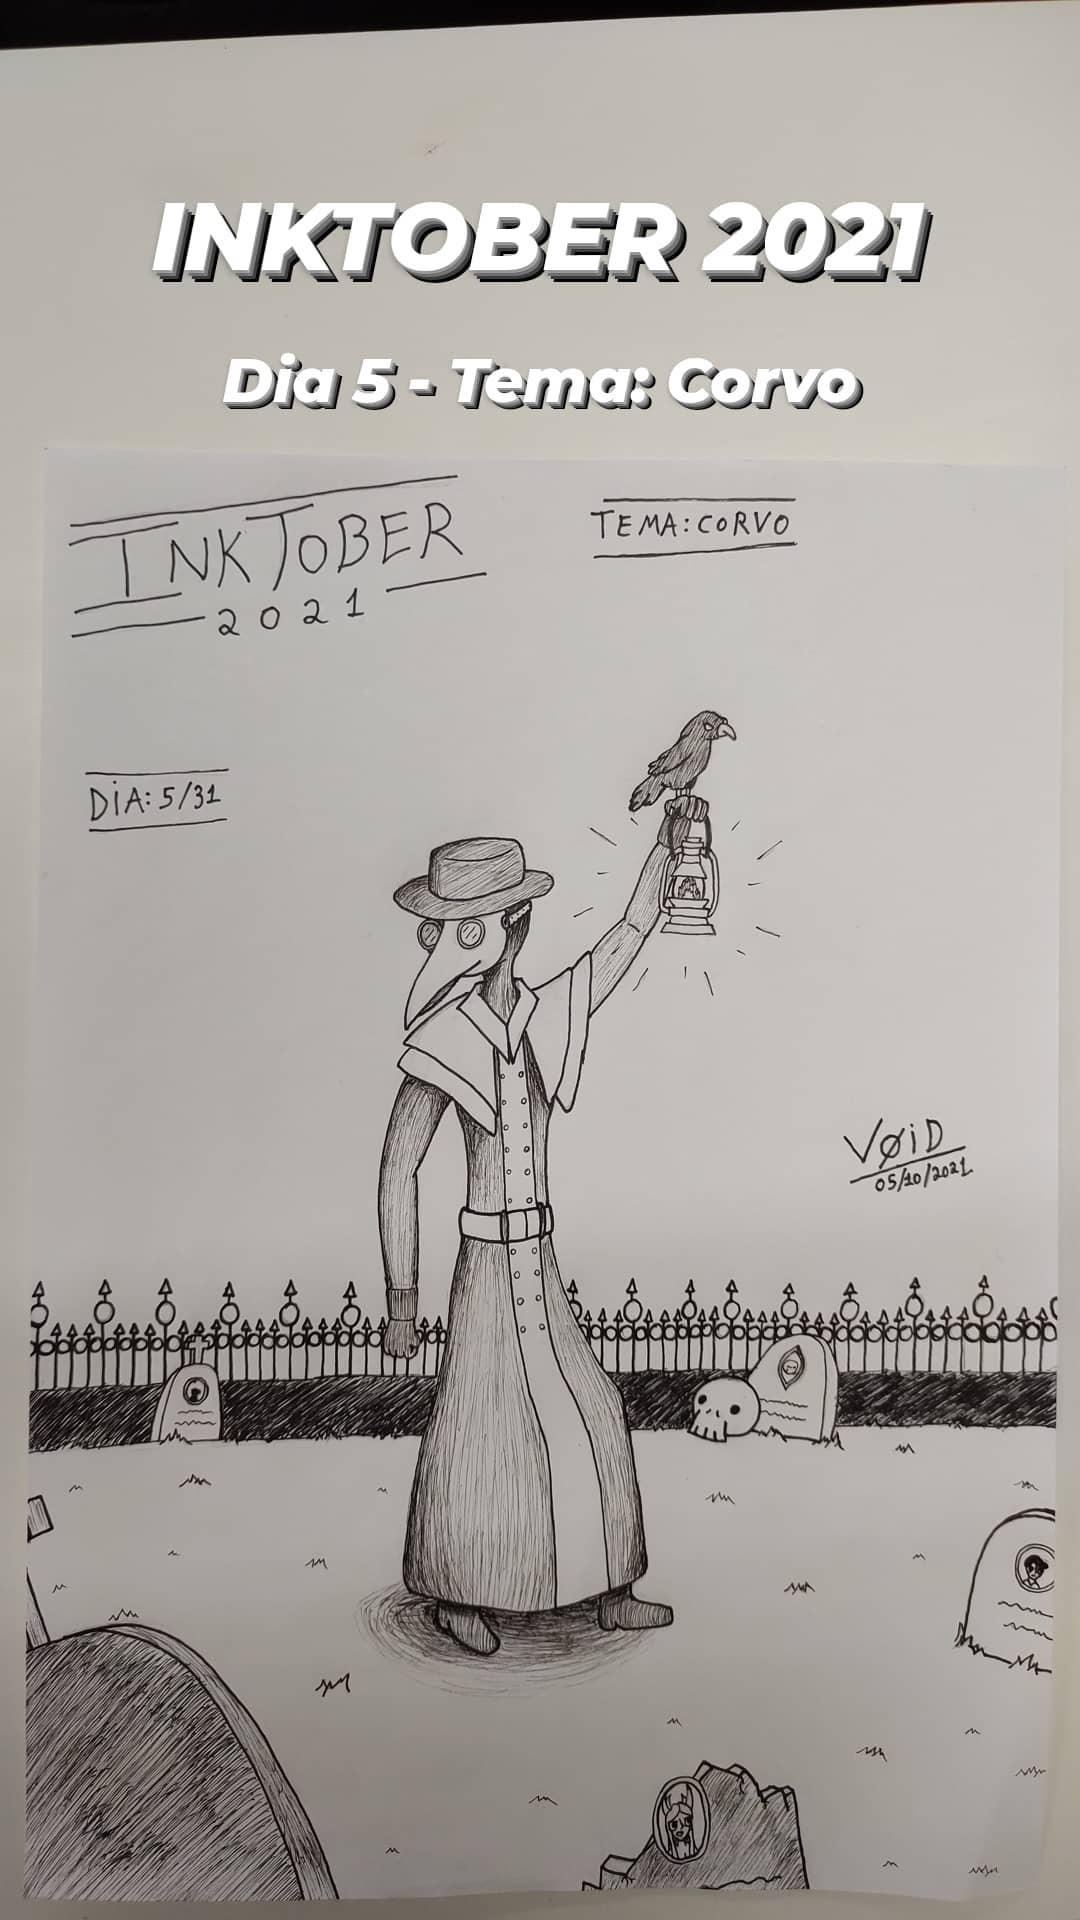 INKTOBER 2021
Dia 5 - Tema: Corvo
INKTOBER
2021
TEMA: CORVO
DiA: 5/31
VØiD
05/10/2021